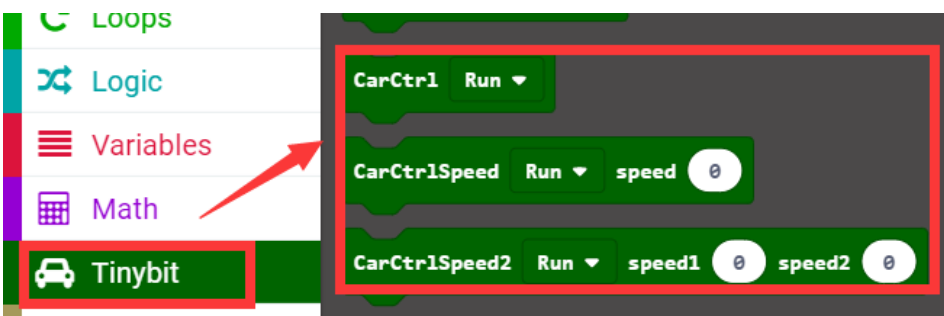 Loops
Logic
Variables
Math
Tinybit
CarCtrl Run
CarCtrlSpeed Run speed 0
CarCtrlSpeed2 Run speed1 0 speed2 0